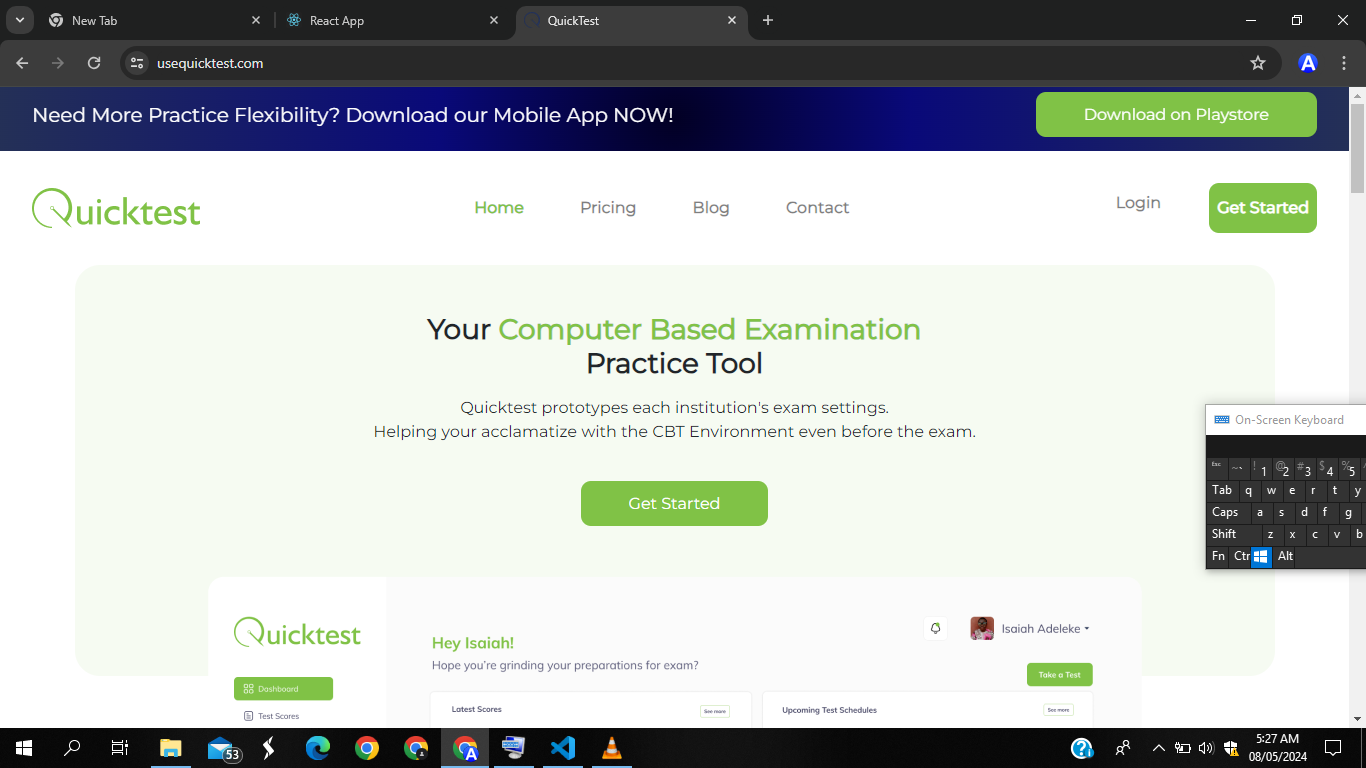 New Tab
React App
QuickTest
usequicktest.com
A
Need More Practice Flexibility? Download our Mobile App NOW!
Download on Playstore
Quicktest
Home
Pricing
Blog
Contact
Login
Get Started
Your Computer Based Examination
Practice Tool
Quicktest prototypes each institution's exam settings.
Helping your acclamatize with the CBT Environment even before the exam.
Get Started
On-Screen Keyboard
Esc ~ ` ! 1 @ 2 # 3 $ 4 % 5
Tab q w e r t y
Caps a s d f g
Shift z x c v b
Fn Ctr Alt
Quicktest
Hey Isaiah!
Hope you're grinding your preparations for exam?
Isaiah Adeleke
Take a Test
Dashboard
Test Scores
Latest Scores
See more
Upcoming Test Schedules
See more
53
A
5:27 AM
08/05/2024